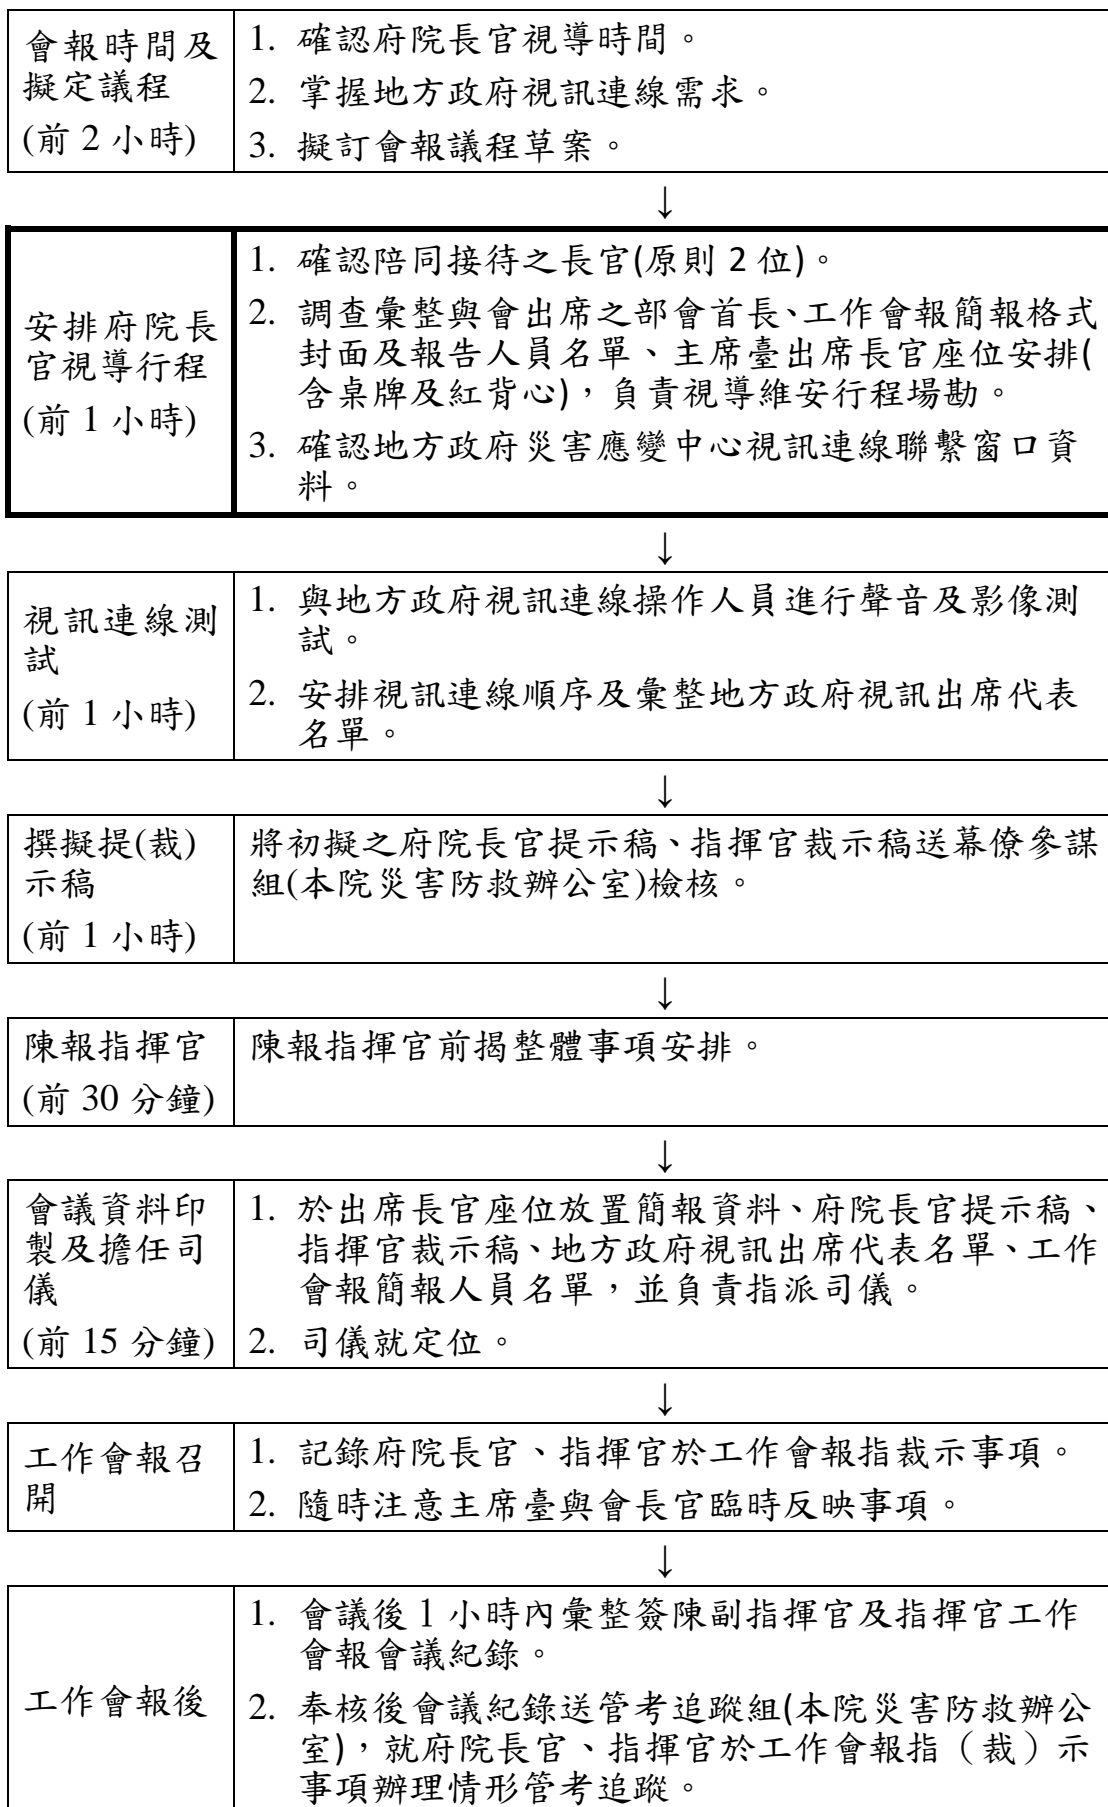 會報時間及
擬定議程
(前 2 小時)
1. 確認府院長官視導時間。
2. 掌握地方政府視訊連線需求。
3. 擬訂會報議程草案。
↓
安排府院長
官視導行程
(前 1 小時)
1. 確認陪同接待之長官(原則 2 位)。
2. 調查彙整與會出席之部會首長、工作會報簡報格式
封面及報告人員名單、主席臺出席長官座位安排(
含桌牌及紅背心)，負責視導維安行程場勘。
3. 確認地方政府災害應變中心視訊連線聯繫窗口資
料。
↓
視訊連線測
試
(前 1 小時)
1. 與地方政府視訊連線操作人員進行聲音及影像測
試。
2. 安排視訊連線順序及彙整地方政府視訊出席代表
名單。
↓
撰擬提(裁)
示稿
(前 1 小時)
將初擬之府院長官提示稿、指揮官裁示稿送幕僚參謀
組(本院災害防救辦公室)檢核。
↓
陳報指揮官
(前 30 分鐘)
陳報指揮官前揭整體事項安排。
↓
會議資料印
製及擔任司
儀
(前 15 分鐘)
1. 於出席長官座位放置簡報資料、府院長官提示稿、
指揮官裁示稿、地方政府視訊出席代表名單、工作
會報簡報人員名單，並負責指派司儀。
2. 司儀就定位。
↓
工作會報召
開
1. 記錄府院長官、指揮官於工作會報指裁示事項。
2. 隨時注意主席臺與會長官臨時反映事項。
↓
工作會報後
1. 會議後 1 小時內彙整簽陳副指揮官及指揮官工作
會報會議紀錄。
2. 奉核後會議紀錄送管考追蹤組(本院災害防救辦公
室)，就府院長官、指揮官於工作會報指（裁）示
事項辦理情形管考追蹤。